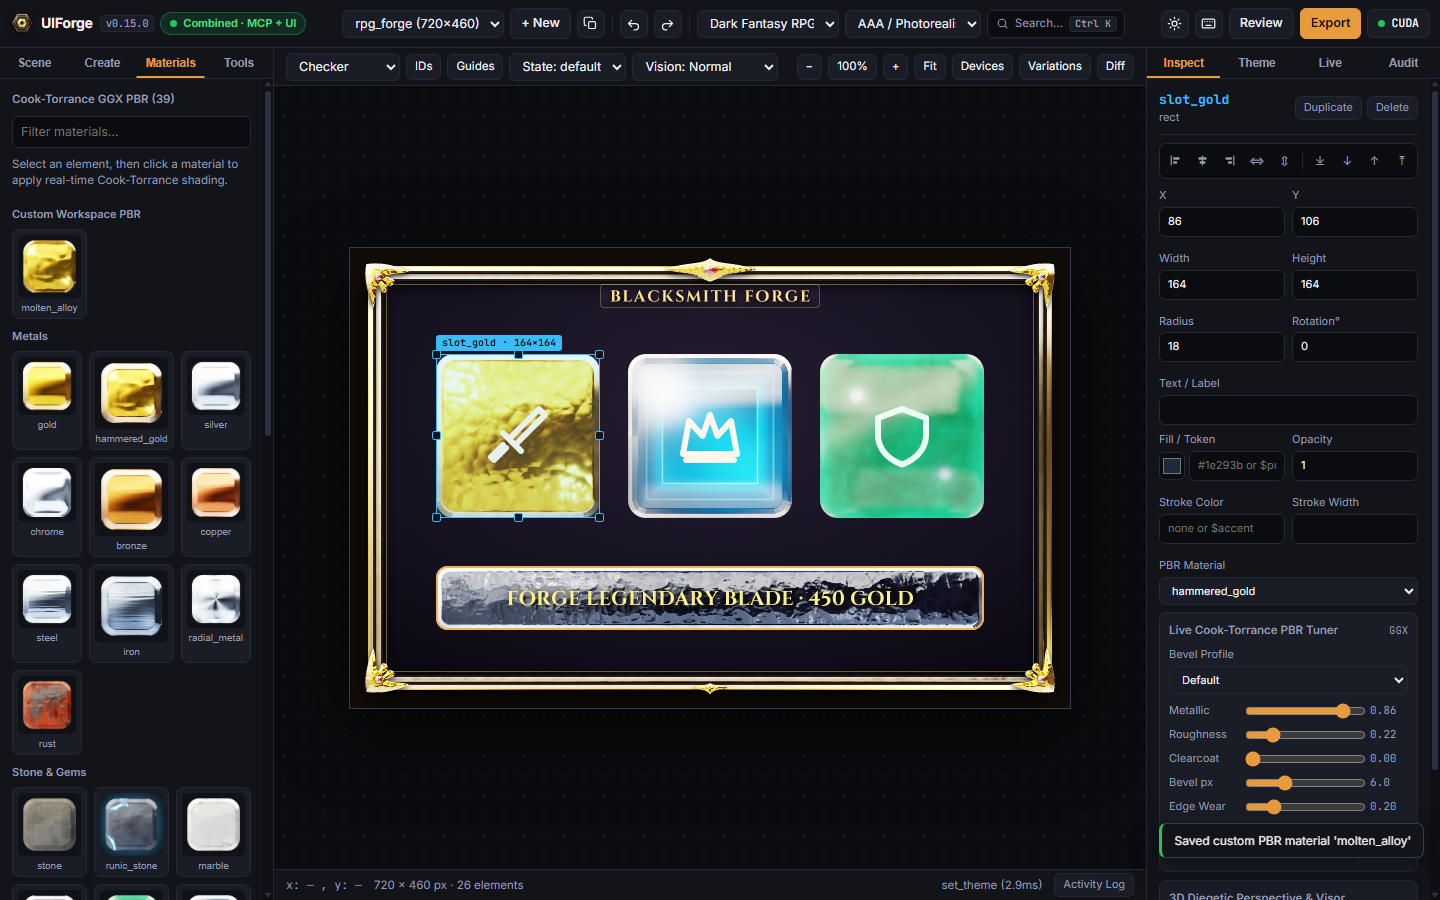 UIForge v0.15.0 Combined · MCP + UI rpg_forge (720×460) + New Dark Fantasy RPG AAA / Photoreali Search... Ctrl K Review Export CUDA
Scene Create Materials Tools
Checker IDs Guides State: default Vision: Normal − 100% + Fit Devices Variations Diff
Inspect Theme Live Audit
Cook-Torrance GGX PBR (39)
Filter materials...
Select an element, then click a material to
apply real-time Cook-Torrance shading.
Custom Workspace PBR
molten_alloy
Metals
gold hammered_gold silver
chrome bronze copper
steel iron radial_metal
rust
Stone & Gems
stone runic_stone marble
BLACKSMITH FORGE
slot_gold · 164×164
FORGE LEGENDARY BLADE · 450 GOLD
x: — , y: — 720 × 460 px · 26 elements set_theme (2.9ms) Activity Log
slot_gold Duplicate Delete
rect
X Y
86 106
Width Height
164 164
Radius Rotation°
18 0
Text / Label
Fill / Token Opacity
#1e293b or $pi 1
Stroke Color Stroke Width
none or $accent
PBR Material
hammered_gold
Live Cook-Torrance PBR Tuner GGX
Bevel Profile
Default
Metallic 0.86
Roughness 0.22
Clearcoat 0.00
Bevel px 6.0
Edge Wear 0.20
Saved custom PBR material 'molten_alloy'
3D Diegetic Perspective & Visor